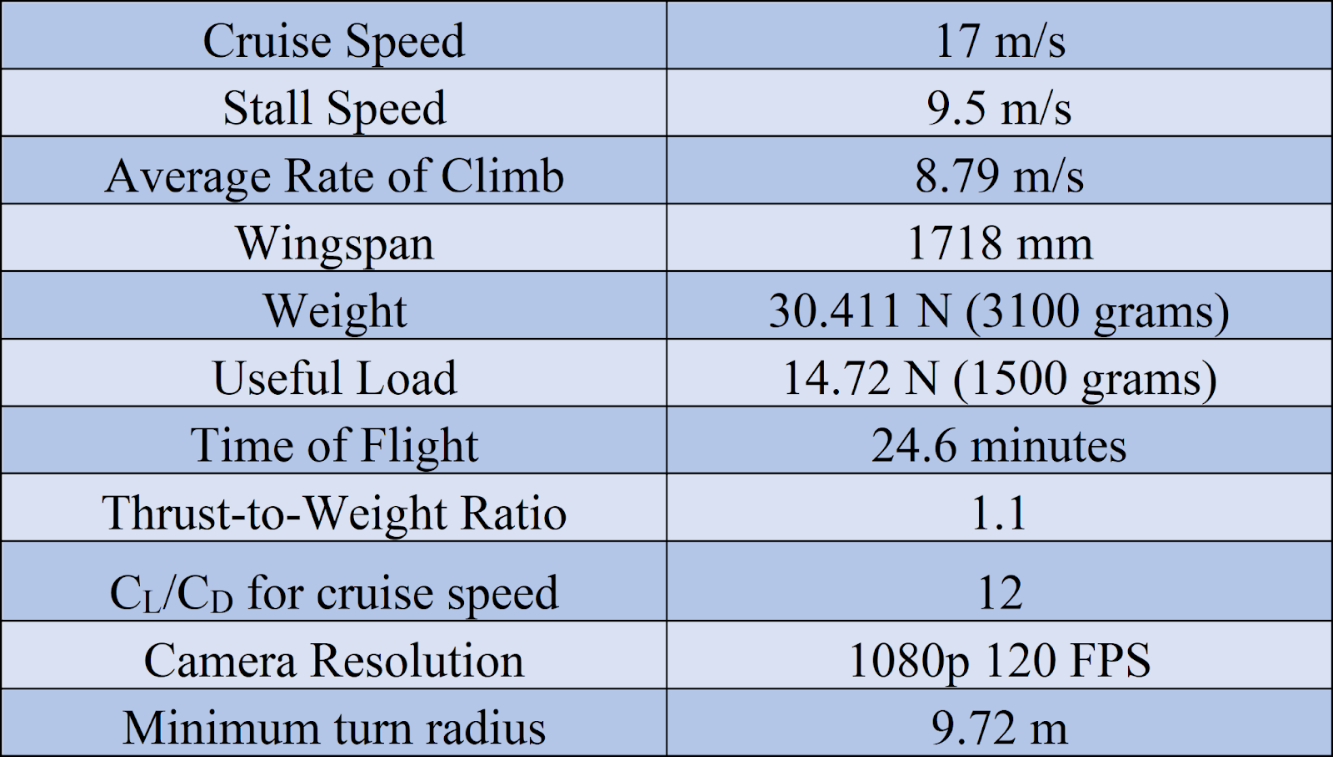 Cruise Speed 17 m/s
Stall Speed 9.5 m/s
Average Rate of Climb 8.79 m/s
Wingspan 1718 mm
Weight 30.411 N (3100 grams)
Useful Load 14.72 N (1500 grams)
Time of Flight 24.6 minutes
Thrust-to-Weight Ratio 1.1
CL/CD for cruise speed 12
Camera Resolution 1080p 120 FPS
Minimum turn radius 9.72 m